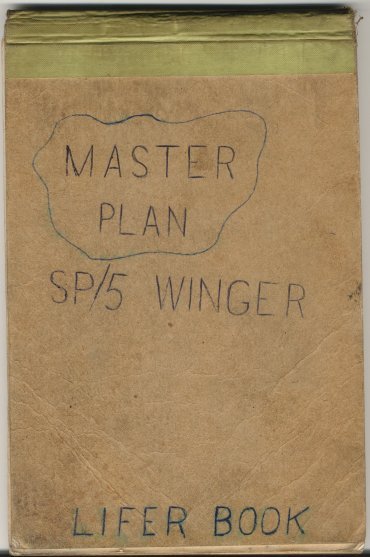 MASTER
PLAN
SP/5 WINGER
LIFER BOOK